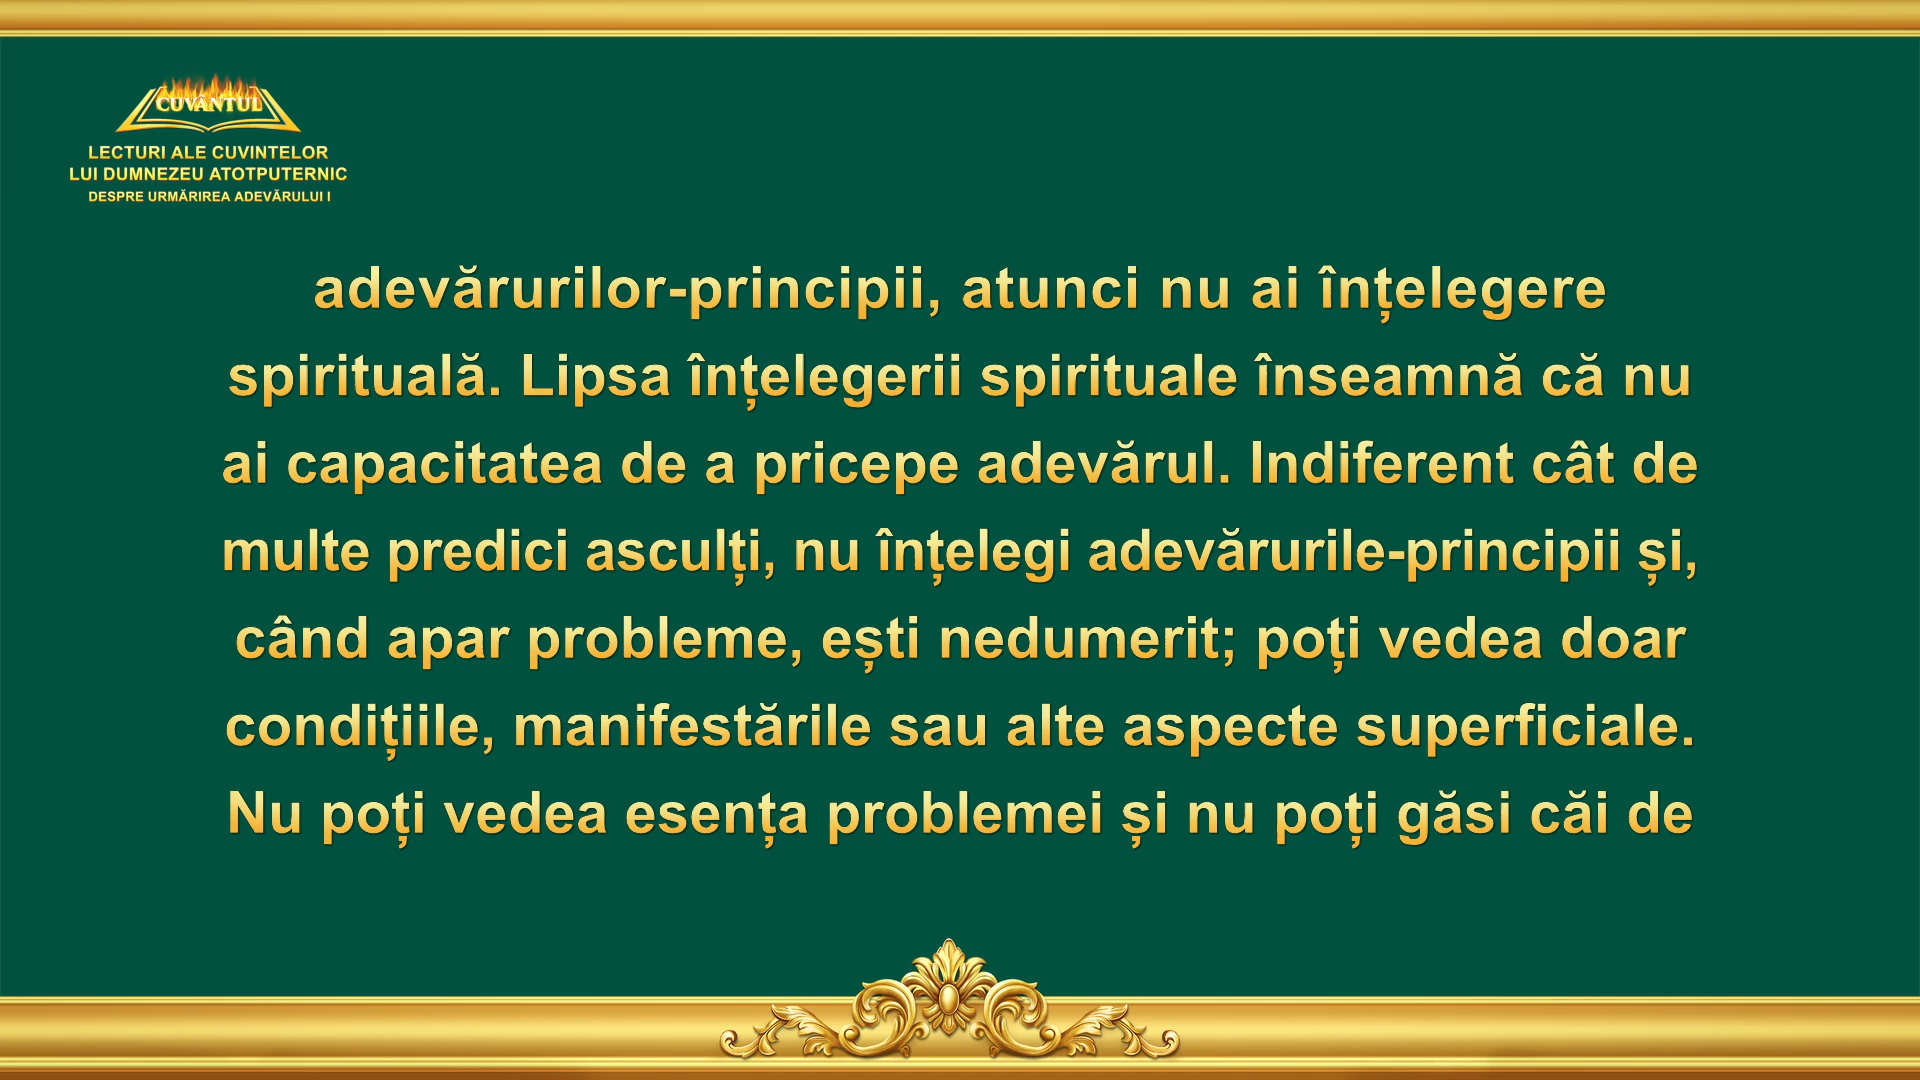 CUVÂNTUL
LECTURI ALE CUVINTELOR
LUI DUMNEZEU ATOTPUTERNIC
DESPRE URMĂRIREA ADEVĂRULUI I
adevărurilor-principii, atunci nu ai înțelegere
spirituală. Lipsa înțelegerii spirituale înseamnă că nu
ai capacitatea de a pricepe adevărul. Indiferent cât de
multe predici asculți, nu înțelegi adevărurile-principii și,
când apar probleme, ești nedumerit; poți vedea doar
condițiile, manifestările sau alte aspecte superficiale.
Nu poți vedea esența problemei și nu poți găsi căi de